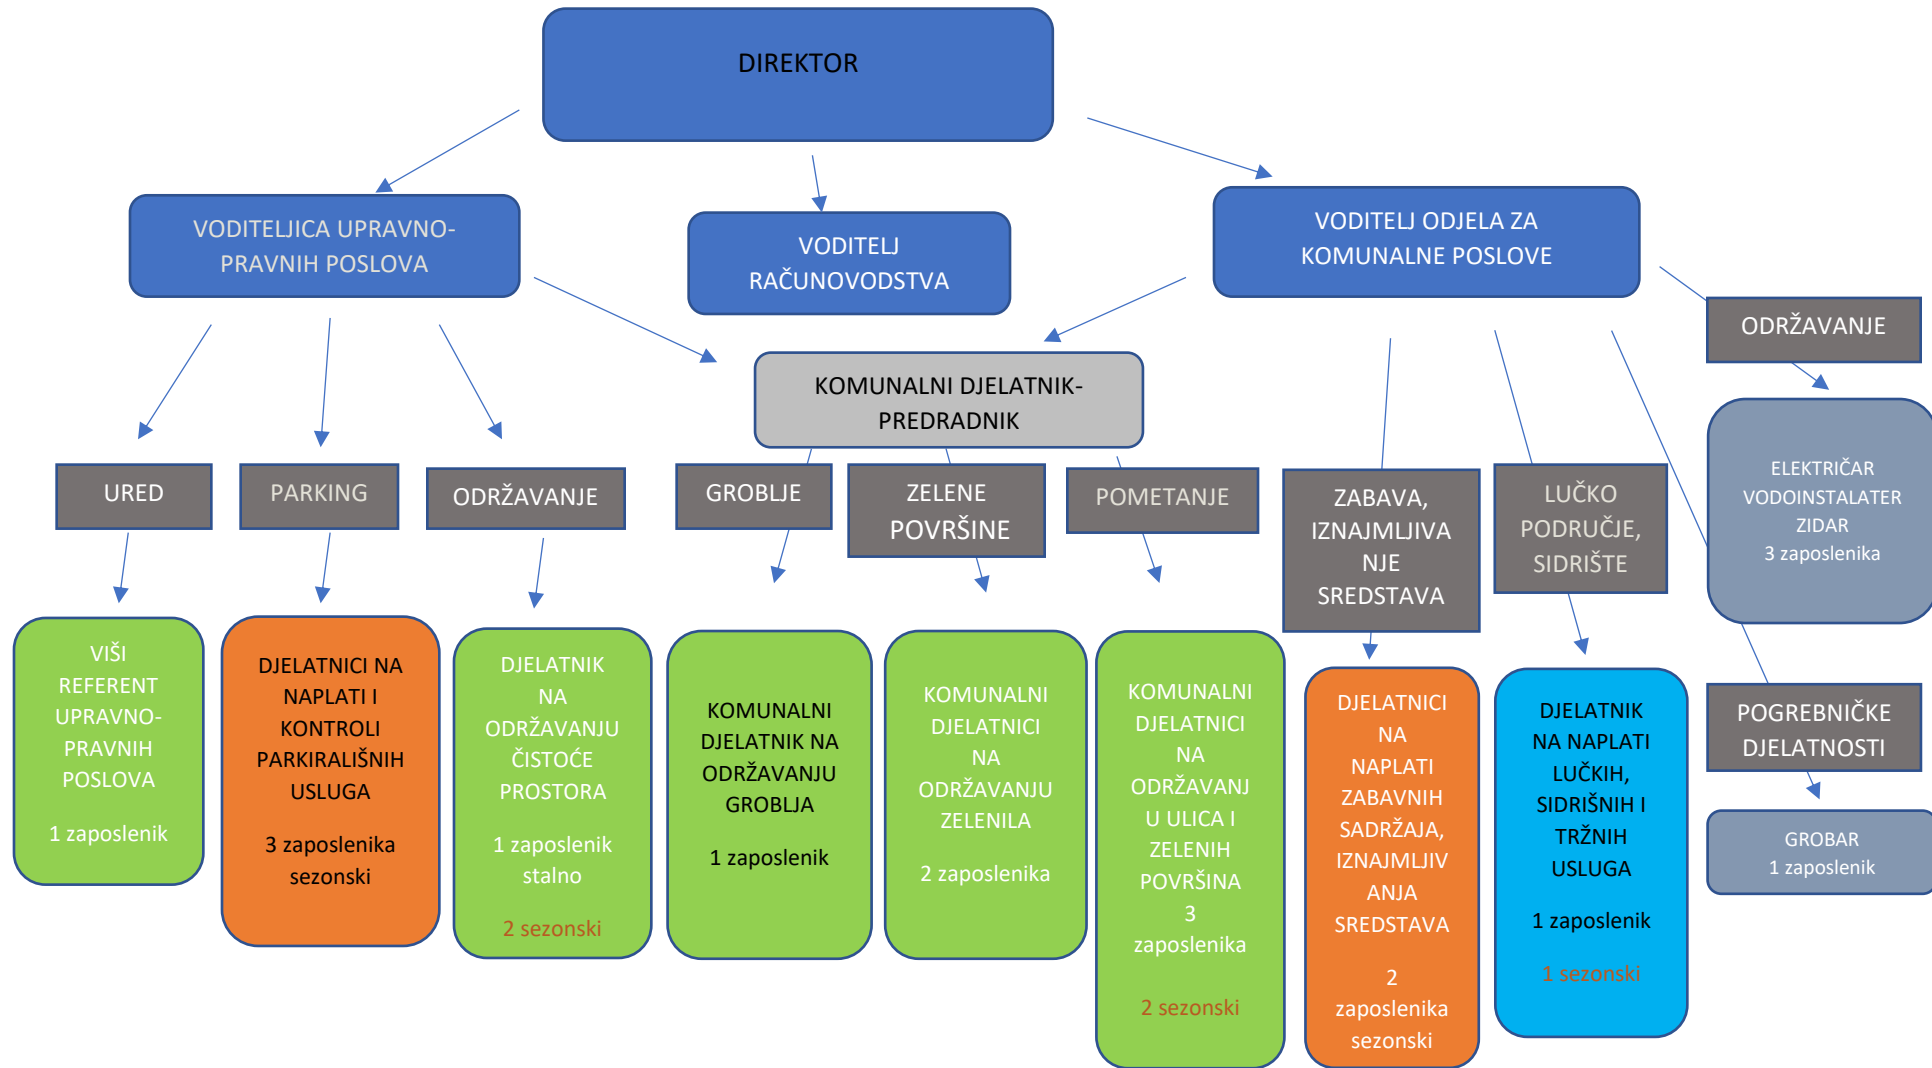 DIREKTOR
VODITELJICA UPRAVNO-
PRAVNIH POSLOVA
VODITELJ
RAČUNOVODSTVA
VODITELJ ODJELA ZA
KOMUNALNE POSLOVE
ODRŽAVANJE
KOMUNALNI DJELATNIK-
PREDRADNIK
URED
PARKING
ODRŽAVANJE
GROBLJE
ZELENE
POVRŠINE
POMETANJE
ZABAVA,
IZNAJMLJIVA
NJE
SREDSTAVA
LUČKO
PODRUČJE,
SIDRIŠTE
ELEKTRIČAR
VODOINSTALATER
ZIDAR
3 zaposlenika
VIŠI
REFERENT
UPRAVNO-
PRAVNIH
POSLOVA
1 zaposlenik
DJELATNICI NA
NAPLATI I
KONTROLI
PARKIRALIŠNIH
USLUGA
3 zaposlenika
sezonski
DJELATNIK
NA
ODRŽAVANJU
ČISTOĆE
PROSTORA
1 zaposlenik
stalno
2 sezonski
KOMUNALNI
DJELATNIK NA
ODRŽAVANJU
GROBLJA
1 zaposlenik
KOMUNALNI
DJELATNICI
NA
ODRŽAVANJU
ZELENILA
2 zaposlenika
KOMUNALNI
DJELATNICI
NA
ODRŽAVANJ
U ULICA I
ZELENIH
POVRŠINA
3
zaposlenika
2 sezonski
DJELATNICI
NA
NAPLATI
ZABAVNIH
SADRŽAJA,
IZNAJMLJIV
ANJA
SREDSTAVA
2
zaposlenika
sezonski
DJELATNIK
NA NAPLATI
LUČKIH,
SIDRIŠNIH I
TRŽNIH
USLUGA
1 zaposlenik
1 sezonski
POGREBNIČKE
DJELATNOSTI
GROBAR
1 zaposlenik